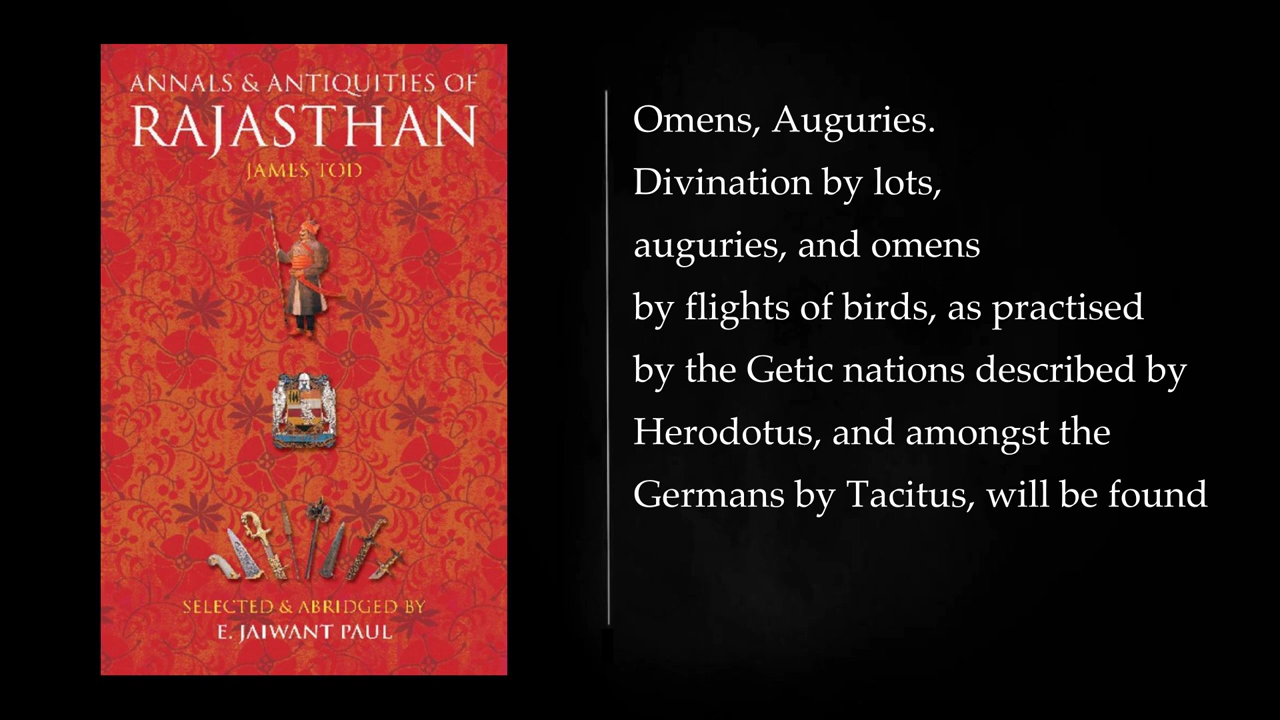 ANNALS & ANTIQUITIES OF
RAJASTHAN
JAMES TOD
SELECTED & ABRIDGED BY
E. JAIWANT PAUL
Omens, Auguries.
Divination by lots,
auguries, and omens
by flights of birds, as practised
by the Getic nations described by
Herodotus, and amongst the
Germans by Tacitus, will be found